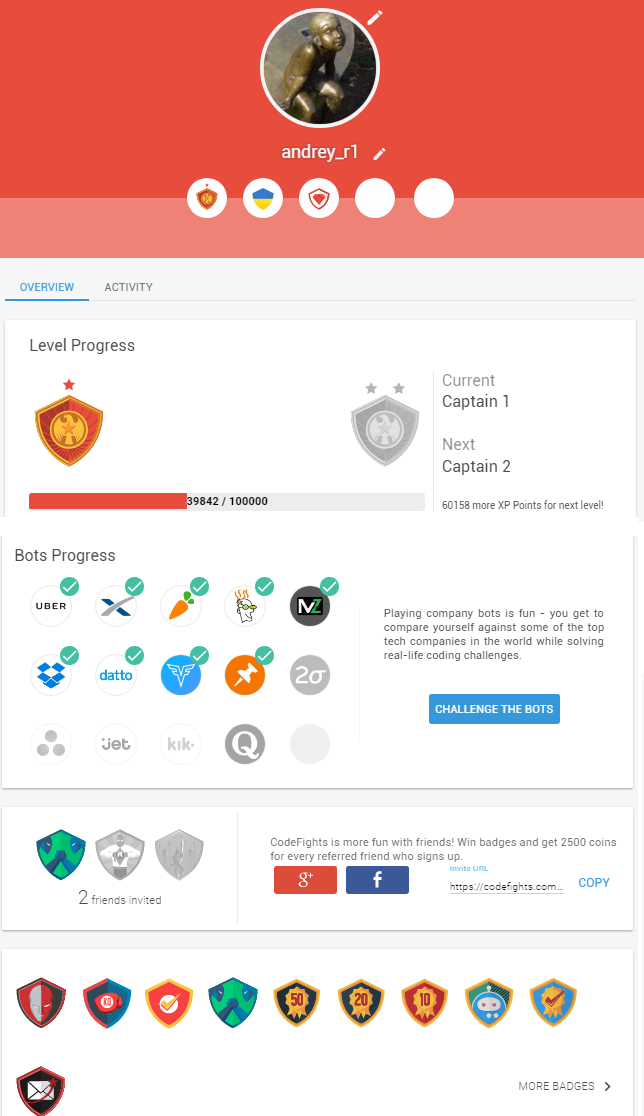 andrey_r1
OVERVIEW
ACTIVITY
Level Progress
Current
Captain 1
Next
Captain 2
39842 / 100000
60158 more XP Points for next level!
Bots Progress
UBER
MZ
datto
2σ
jet
kik
Q
Playing company bots is fun - you get to
compare yourself against some of the top
tech companies in the world while solving
real-life coding challenges.
CHALLENGE THE BOTS
2 friends invited
CodeFights is more fun with friends! Win badges and get 2500 coins
for every referred friend who signs up.
g+
f
Invite URL
https://codefights.com...
COPY
KO
50
20
10
MORE BADGES